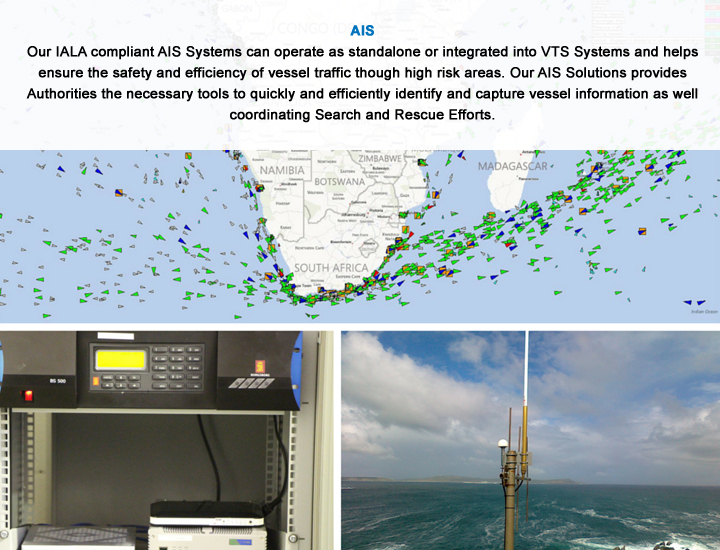 AIS
Our IALA compliant AIS Systems can operate as standalone or integrated into VTS Systems and helps
ensure the safety and efficiency of vessel traffic though high risk areas. Our AIS Solutions provides
Authorities the necessary tools to quickly and efficiently identify and capture vessel information as well
coordinating Search and Rescue Efforts.
ZIMBABWE
NAMIBIA
MADAGASCAR
BOTSWANA
SOUTH AFRICA
Indian Ocean
BS 500